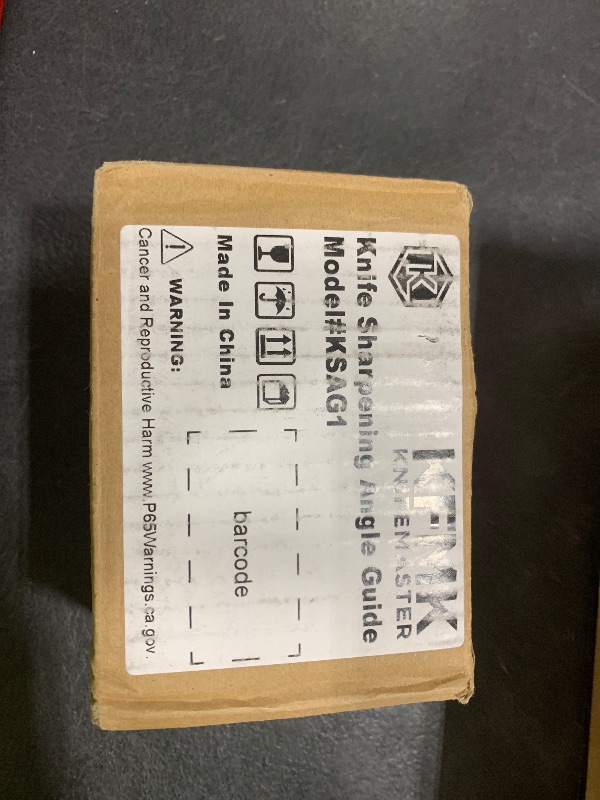 KFMK
KNIFEMASTER
Knife Sharpening Angle Guide
Model#KSAG1
Made In China
barcode
WARNING:
Cancer and Reproductive Harm www.P65Warnings.ca.gov.